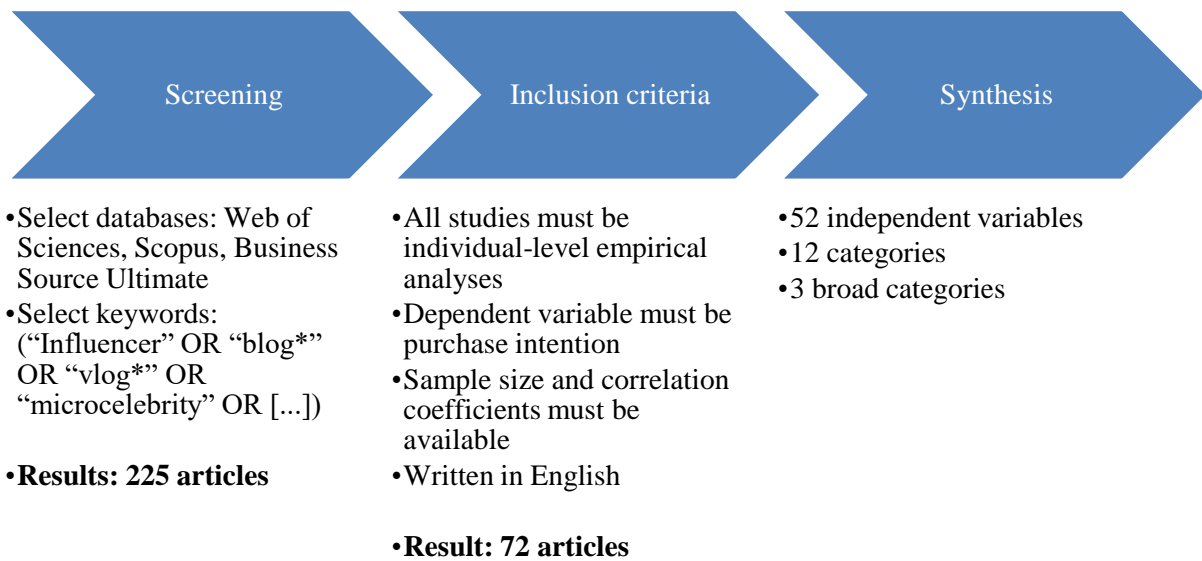 Screening
Inclusion criteria
Synthesis
•Select databases: Web of
Sciences, Scopus, Business
Source Ultimate
•Select keywords:
(“Influencer” OR “blog*”
OR “vlog*” OR
“microcelebrity” OR [...])
•Results: 225 articles
•All studies must be
individual-level empirical
analyses
•Dependent variable must be
purchase intention
•Sample size and correlation
coefficients must be
available
•Written in English
•Result: 72 articles
•52 independent variables
•12 categories
•3 broad categories